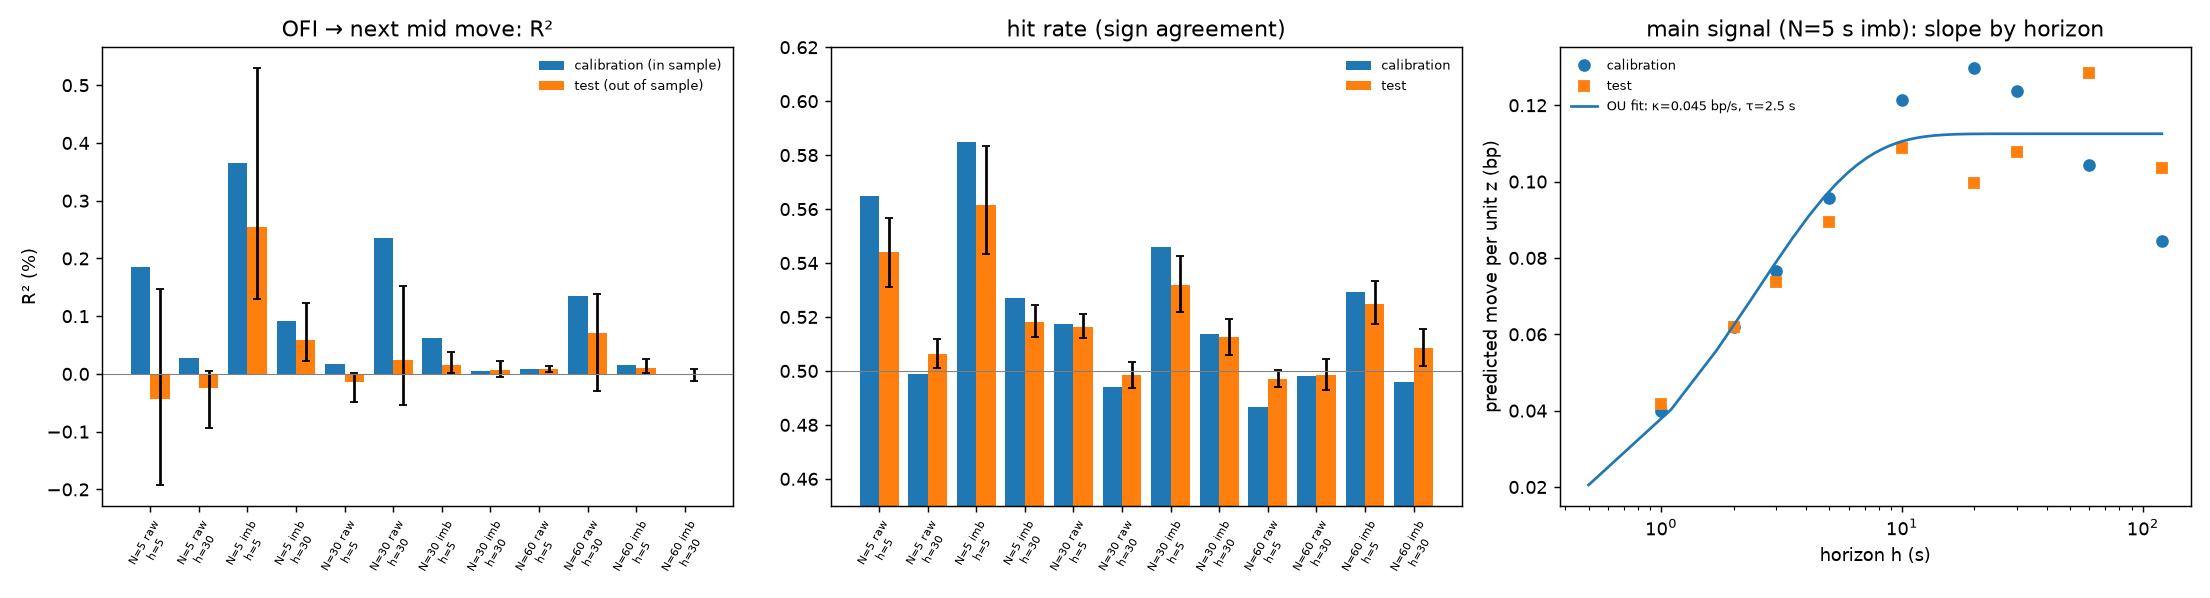 OFI → next mid move: R²
calibration (in sample)
test (out of sample)
R² (%)
0.5
0.4
0.3
0.2
0.1
0.0
−0.1
−0.2
N=5 raw
h=5
N=5 raw
h=30
N=5 imb
h=5
N=5 imb
h=30
N=30 raw
h=5
N=30 raw
h=30
N=30 imb
h=5
N=30 imb
h=30
N=60 raw
h=5
N=60 raw
h=30
N=60 imb
h=5
N=60 imb
h=30
hit rate (sign agreement)
calibration
test
0.62
0.60
0.58
0.56
0.54
0.52
0.50
0.48
0.46
N=5 raw
h=5
N=5 raw
h=30
N=5 imb
h=5
N=5 imb
h=30
N=30 raw
h=5
N=30 raw
h=30
N=30 imb
h=5
N=30 imb
h=30
N=60 raw
h=5
N=60 raw
h=30
N=60 imb
h=5
N=60 imb
h=30
main signal (N=5 s imb): slope by horizon
calibration
test
OU fit: κ=0.045 bp/s, τ=2.5 s
predicted move per unit z (bp)
0.12
0.10
0.08
0.06
0.04
0.02
10⁰
10¹
10²
horizon h (s)